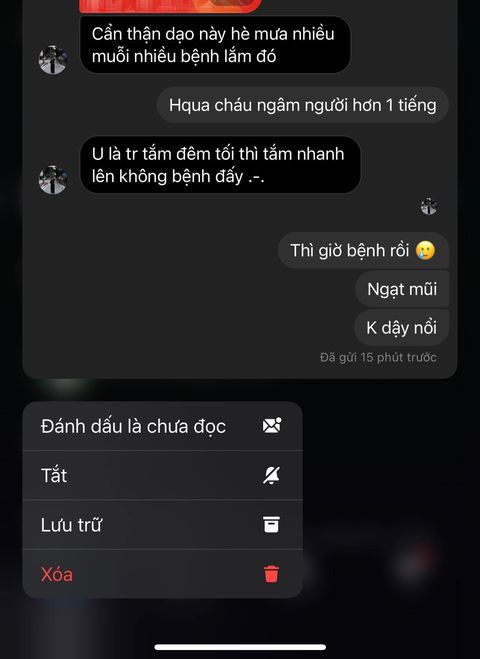 Cẩn thận dạo này hè mưa nhiều
muỗi nhiều bệnh lắm đó
Hqua cháu ngâm người hơn 1 tiếng
U là tr tắm đêm tối thì tắm nhanh
lên không bệnh đấy .-.
Thì giờ bệnh rồi 🥲
Ngạt mũi
K dậy nổi
Đã gửi 15 phút trước
Đánh dấu là chưa đọc
Tắt
Lưu trữ
Xóa